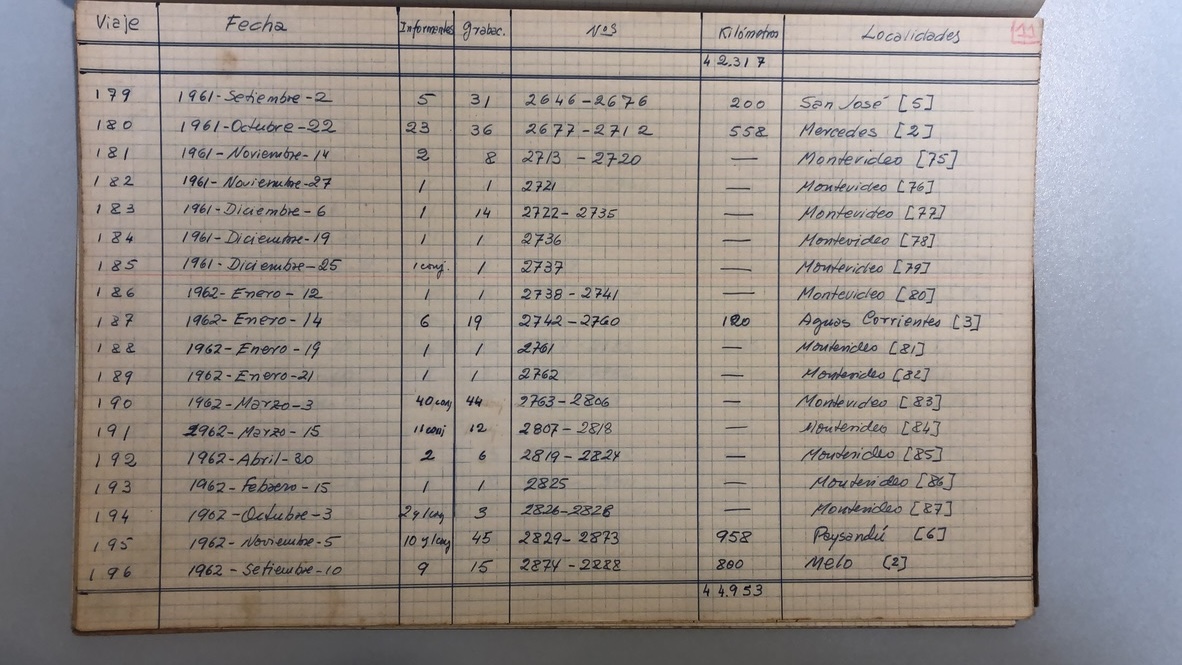 Viaje Fecha Informantes Grabac. Nos Kilómetros Localidades 11
42.317
179 1961-Setiembre-2 5 31 2646-2676 200 San José [5]
180 1961-Octubre-22 23 36 2677-2712 558 Mercedes [2]
181 1961-Noviembre-14 2 8 2713-2720 — Montevideo [75]
182 1961-Noviembre-27 1 1 2721 — Montevideo [76]
183 1961-Diciembre-6 1 14 2722-2735 — Montevideo [77]
184 1961-Diciembre-19 1 1 2736 — Montevideo [78]
185 1961-Diciembre-25 1 conj. 1 2737 — Montevideo [79]
186 1962-Enero-12 1 1 2738-2741 — Montevideo [80]
187 1962-Enero-14 6 19 2742-2760 120 Aguas Corrientes [3]
188 1962-Enero-19 1 1 2761 — Montevideo [81]
189 1962-Enero-21 1 1 2762 — Montevideo [82]
190 1962-Marzo-3 40 conj 44 2763-2806 — Montevideo [83]
191 1962-Marzo-15 11 conj 12 2807-2818 — Montevideo [84]
192 1962-Abril-30 2 6 2819-2824 — Montevideo [85]
193 1962-Febrero-15 1 1 2825 — Montevideo [86]
194 1962-Octubre-3 2 y 1 conj 3 2826-2828 — Montevideo [87]
195 1962-Noviembre-5 10 y 1 conj 45 2829-2873 958 Paysandú [6]
196 1962-Setiembre-10 9 15 2874-2888 800 Melo [2]
44.953